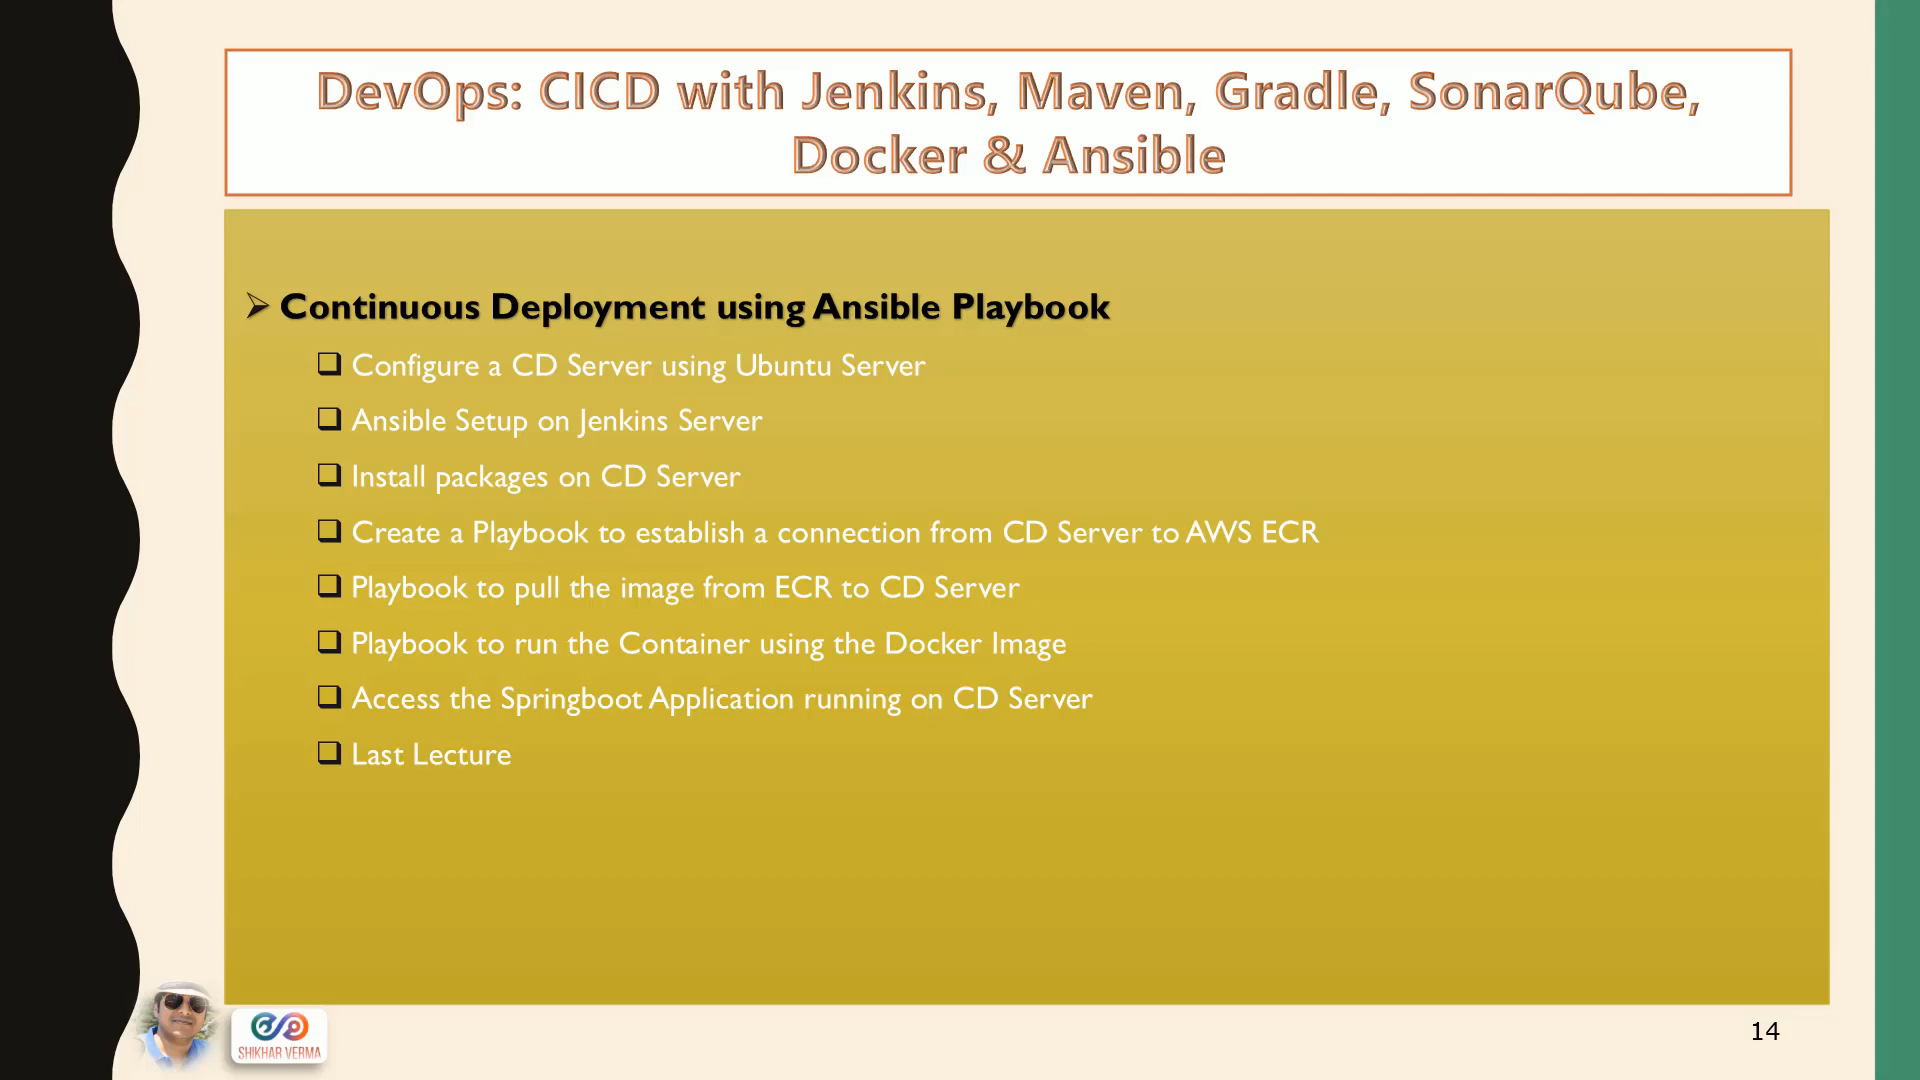 DevOps: CICD with Jenkins, Maven, Gradle, SonarQube,
Docker & Ansible
Continuous Deployment using Ansible Playbook
Configure a CD Server using Ubuntu Server
Ansible Setup on Jenkins Server
Install packages on CD Server
Create a Playbook to establish a connection from CD Server to AWS ECR
Playbook to pull the image from ECR to CD Server
Playbook to run the Container using the Docker Image
Access the Springboot Application running on CD Server
Last Lecture
SHIKHAR VERMA
14